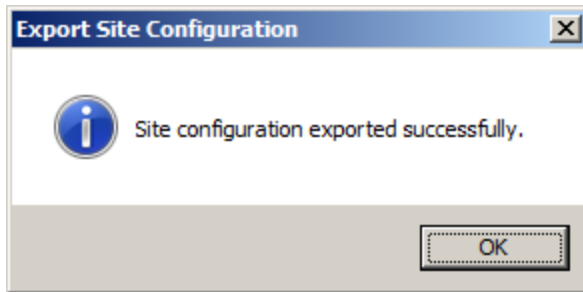 Export Site Configuration
Site configuration exported successfully.
OK